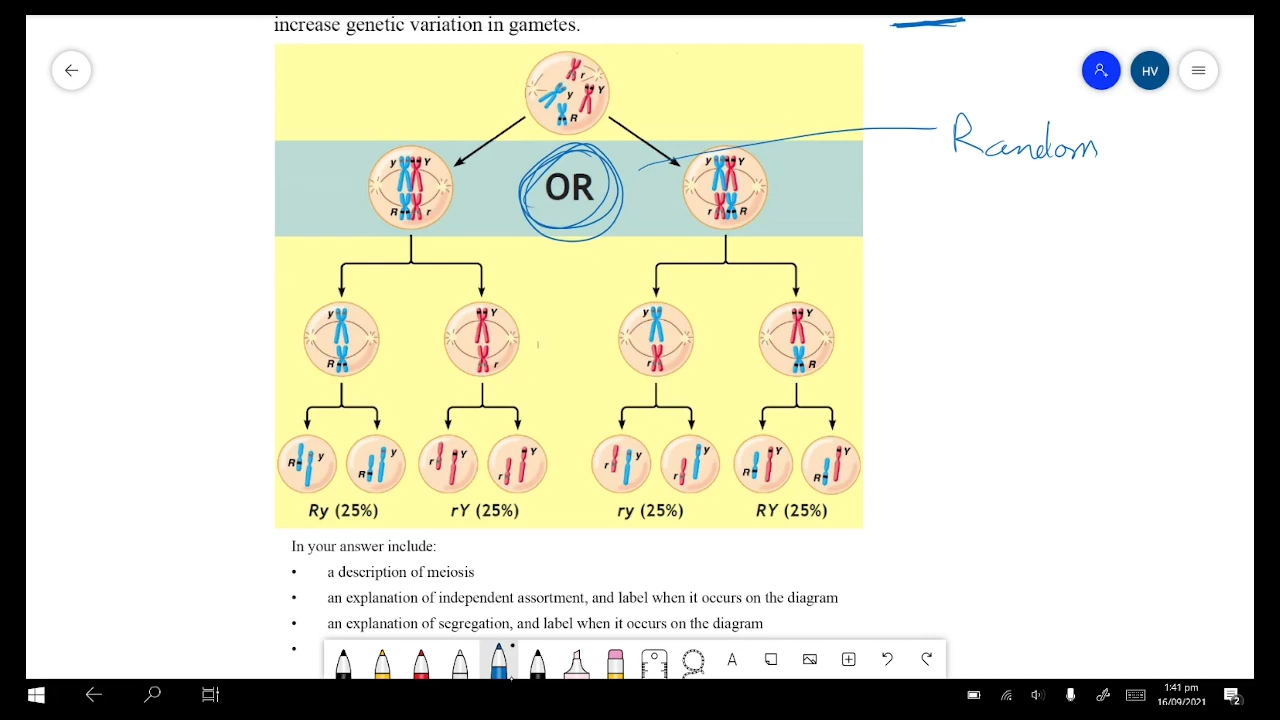 increase genetic variation in gametes.
HV
r
y Y
R
Random
y Y
OR
y Y
R r
r R
y
Y
y
Y
R
r
r
R
R y
R y
r Y
r Y
r y
r y
R Y
R Y
Ry (25%)
rY (25%)
ry (25%)
RY (25%)
In your answer include:
• a description of meiosis
• an explanation of independent assortment, and label when it occurs on the diagram
• an explanation of segregation, and label when it occurs on the diagram
•
A
1:41 pm
16/09/2021
2